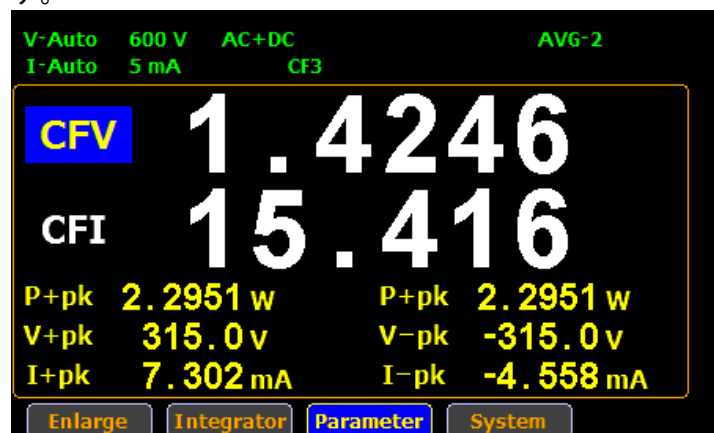 す。
V-Auto 600 V AC+DC AVG-2
I-Auto 5 mA CF3
CFV 1.4246
CFI 15.416
P+pk 2.2951 W P+pk 2.2951 W
V+pk 315.0 V V-pk -315.0 V
I+pk 7.302 mA I-pk -4.558 mA
Enlarge Integrator Parameter System